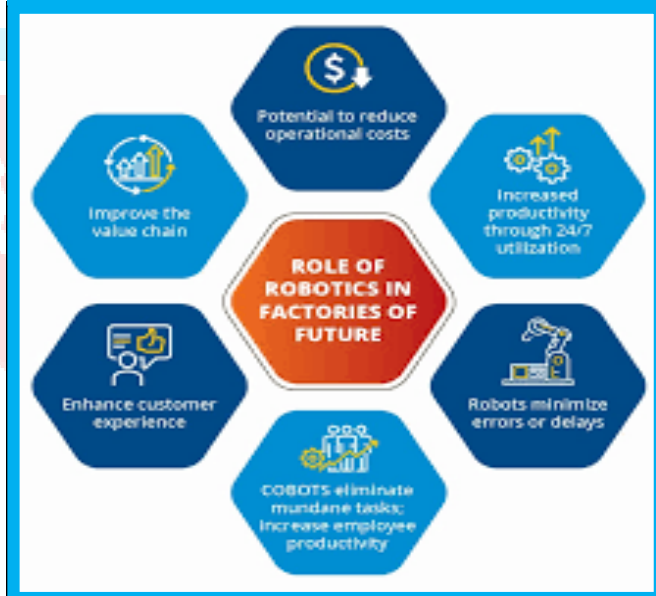 $
Potential to reduce
operational costs
Increased
productivity
through 24/7
utilization
Robots minimize
errors or delays
COBOTS eliminate
mundane tasks;
increase employee
productivity
Enhance customer
experience
Improve the
value chain
ROLE OF
ROBOTICS IN
FACTORIES OF
FUTURE